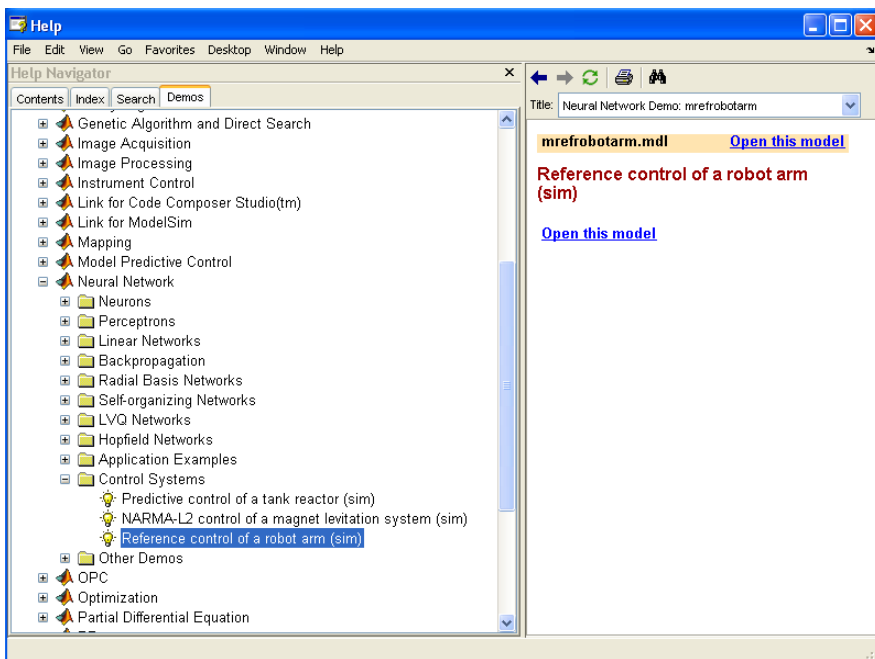 Help
File Edit View Go Favorites Desktop Window Help
Help Navigator
Contents Index Search Demos
Genetic Algorithm and Direct Search
Image Acquisition
Image Processing
Instrument Control
Link for Code Composer Studio(tm)
Link for ModelSim
Mapping
Model Predictive Control
Neural Network
Neurons
Perceptrons
Linear Networks
Backpropagation
Radial Basis Networks
Self-organizing Networks
LVQ Networks
Hopfield Networks
Application Examples
Control Systems
Predictive control of a tank reactor (sim)
NARMA-L2 control of a magnet levitation system (sim)
Reference control of a robot arm (sim)
Other Demos
OPC
Optimization
Partial Differential Equation
Title: Neural Network Demo: mrefrobotarm
mrefrobotarm.mdl Open this model
Reference control of a robot arm
(sim)
Open this model